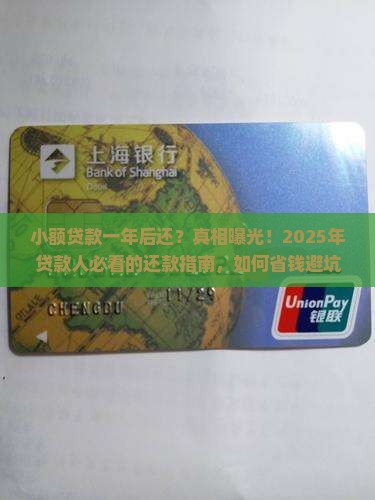 上海银行
Bank of Shanghai
小额贷款一年后还？真相曝光！2025年
贷款人必看的还款指南，如何省钱避坑
11/29
CHENGDU
UnionPay
银联